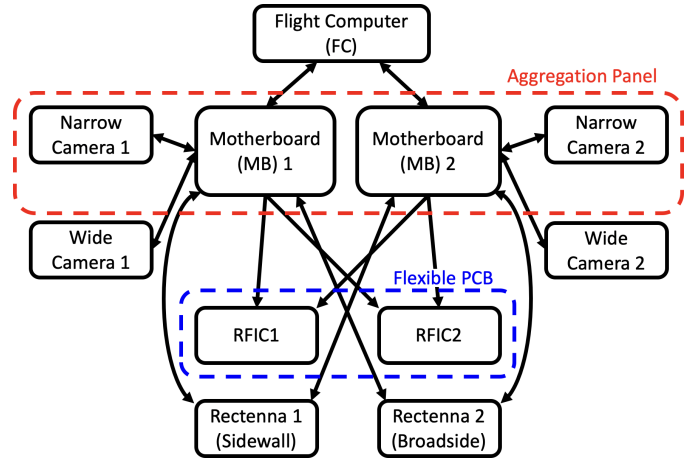 Flight Computer
(FC)
Aggregation Panel
Narrow
Camera 1
Motherboard
(MB) 1
Motherboard
(MB) 2
Narrow
Camera 2
Wide
Camera 1
Wide
Camera 2
Flexible PCB
RFIC1
RFIC2
Rectenna 1
(Sidewall)
Rectenna 2
(Broadside)